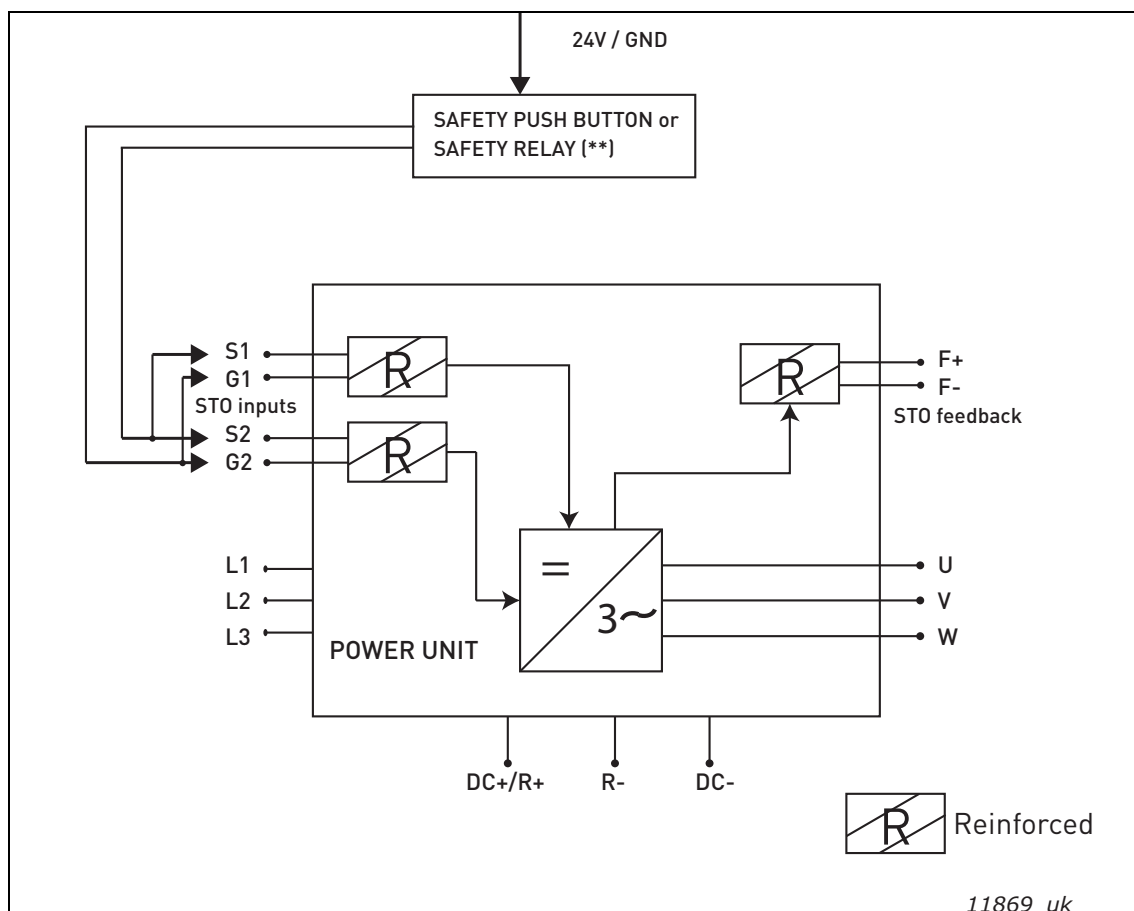 24V / GND
SAFETY PUSH BUTTON or
SAFETY RELAY (**)
S1
G1
STO inputs
S2
G2
R
R
R
F+
F-
STO feedback
L1
L2
L3
=
3~
U
V
W
POWER UNIT
DC+/R+
R-
DC-
R
Reinforced
11869_uk